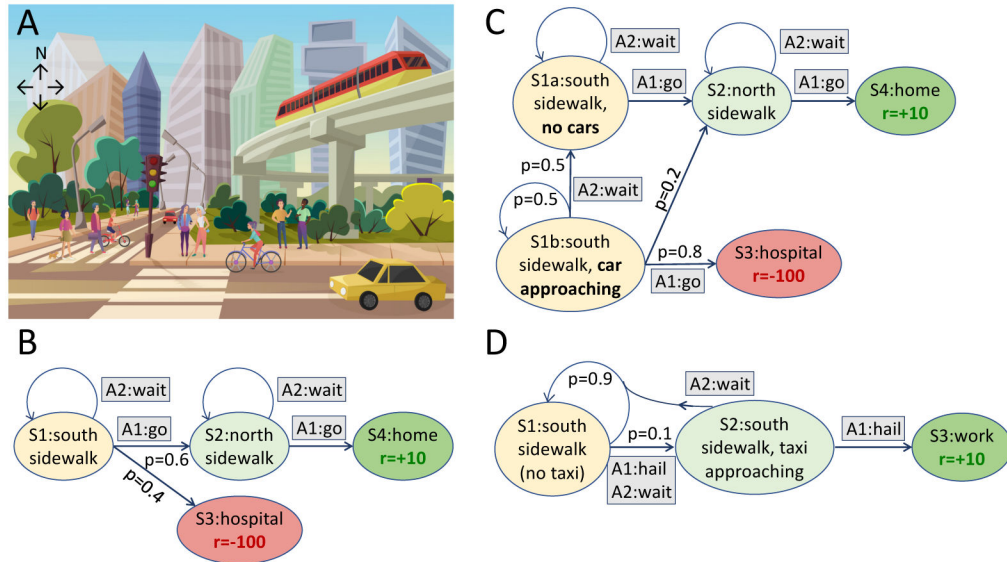 A
N
B
S1:south
sidewalk
A2:wait
A1:go
p=0.6
p=0.4
S2:north
sidewalk
A2:wait
A1:go
S4:home
r=+10
S3:hospital
r=-100
C
S1a:south
sidewalk,
no cars
A2:wait
A1:go
S2:north
sidewalk
A2:wait
A1:go
S4:home
r=+10
p=0.5
A2:wait
p=0.5
p=0.2
S1b:south
sidewalk, car
approaching
p=0.8
A1:go
S3:hospital
r=-100
D
p=0.9
A2:wait
S1:south
sidewalk
(no taxi)
p=0.1
A1:hail
A2:wait
S2:south
sidewalk, taxi
approaching
A1:hail
S3:work
r=+10